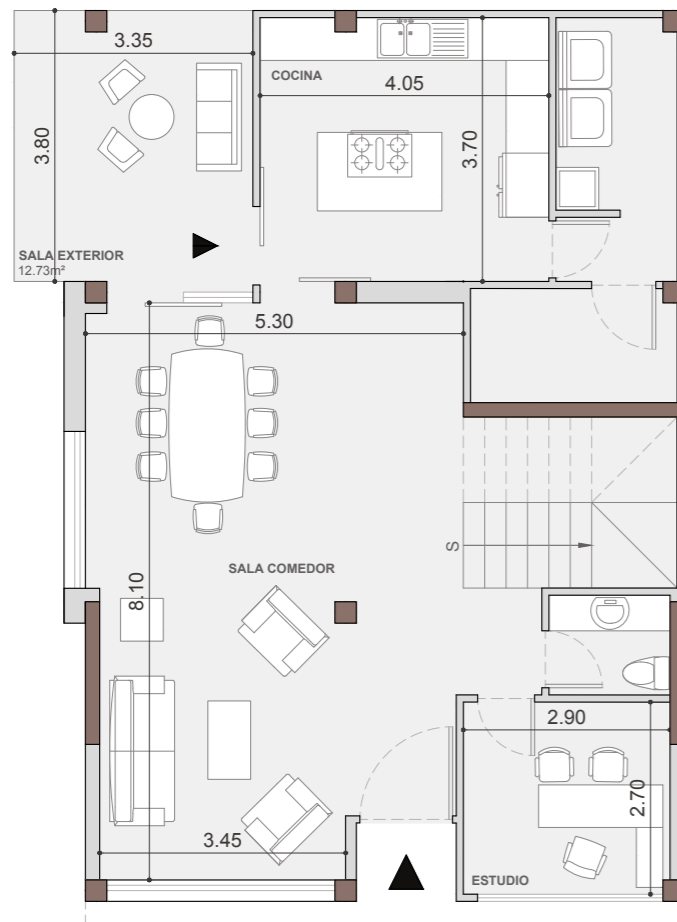 3.35
COCINA
4.05
3.80
3.70
SALA EXTERIOR
12.73m²
5.30
S
SALA COMEDOR
8.10
2.90
2.70
3.45
ESTUDIO